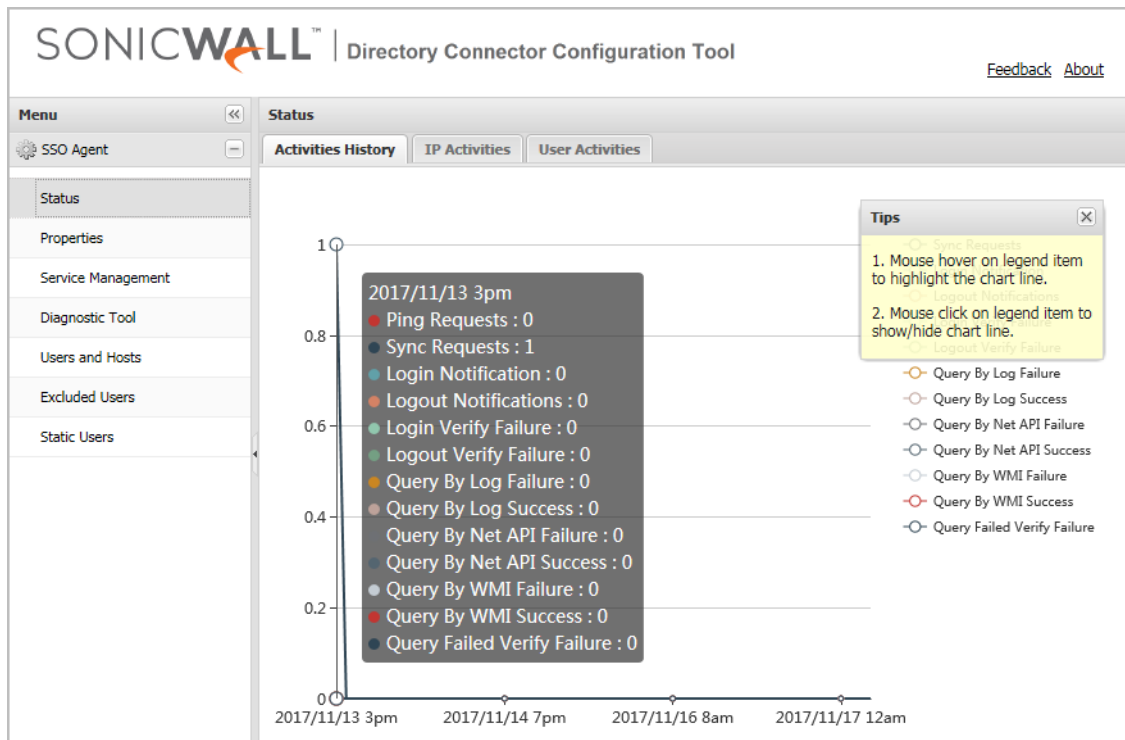 SONICWALL™ | Directory Connector Configuration Tool
Feedback About
Menu
SSO Agent
Status
Properties
Service Management
Diagnostic Tool
Users and Hosts
Excluded Users
Static Users
Status
Activities History IP Activities User Activities
Tips
1. Mouse hover on legend item
to highlight the chart line.
2. Mouse click on legend item to
show/hide chart line.
Sync Requests
Logout Notifications
Logout Verify Failure
Query By Log Failure
Query By Log Success
Query By Net API Failure
Query By Net API Success
Query By WMI Failure
Query By WMI Success
Query Failed Verify Failure
1
0.8
0.6
0.4
0.2
0
2017/11/13 3pm
Ping Requests : 0
Sync Requests : 1
Login Notification : 0
Logout Notifications : 0
Login Verify Failure : 0
Logout Verify Failure : 0
Query By Log Failure : 0
Query By Log Success : 0
Query By Net API Failure : 0
Query By Net API Success : 0
Query By WMI Failure : 0
Query By WMI Success : 0
Query Failed Verify Failure : 0
2017/11/13 3pm 2017/11/14 7pm 2017/11/16 8am 2017/11/17 12am